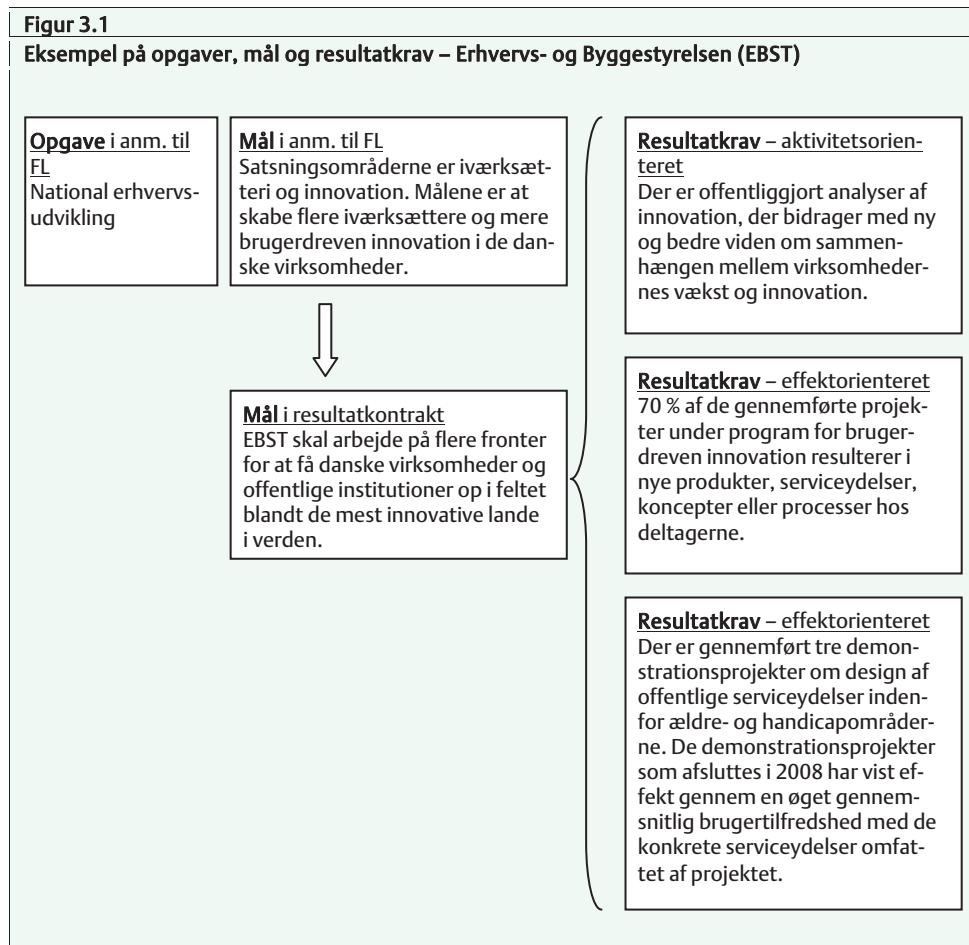 Figur 3.1
Eksempel på opgaver, mål og resultatkrav – Erhvervs- og Byggestyrelsen (EBST)
Opgave i anm. til
FL
National erhvervs-
udvikling
Mål i anm. til FL
Satsningsområderne er iværksæt-
teri og innovation. Målene er at
skabe flere iværksættere og mere
brugerdreven innovation i de dan-
ske virksomheder.
Mål i resultatkontrakt
EBST skal arbejde på flere fronter
for at få danske virksomheder og
offentlige institutioner op i feltet
blandt de mest innovative lande
i verden.
Resultatkrav – aktivitetsorien-
teret
Der er offentliggjort analyser af
innovation, der bidrager med ny
og bedre viden om sammen-
hængen mellem virksomheder-
nes vækst og innovation.
Resultatkrav – effektorienteret
70 % af de gennemførte projek-
ter under program for bruger-
dreven innovation resulterer i
nye produkter, serviceydelser,
koncepter eller processer hos
deltagerne.
Resultatkrav – effektorienteret
Der er gennemført tre demon-
strationsprojekter om design af
offentlige serviceydelser inden-
for ældre- og handicapområder-
ne. De demonstrationsprojekter
som afsluttes i 2008 har vist ef-
fekt gennem en øget gennem-
snitlig brugertilfredshed med de
konkrete serviceydelser omfat-
tet af projektet.